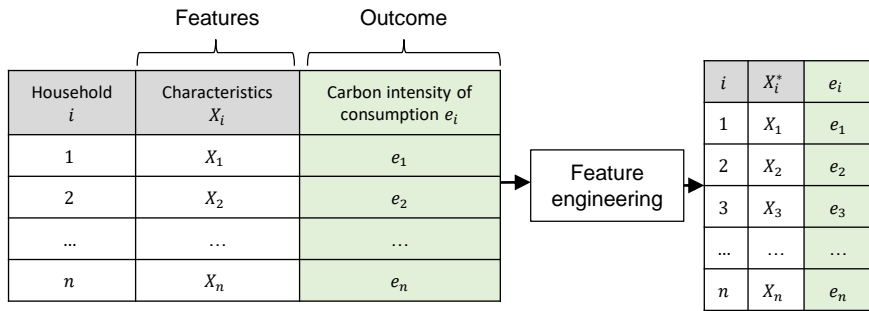 Features Outcome
Household Characteristics Carbon intensity of
i X_i consumption e_i
1 X_1 e_1
2 X_2 e_2
... ... ...
n X_n e_n
Feature
engineering
i X_i^* e_i
1 X_1 e_1
2 X_2 e_2
3 X_3 e_3
... ... ...
n X_n e_n